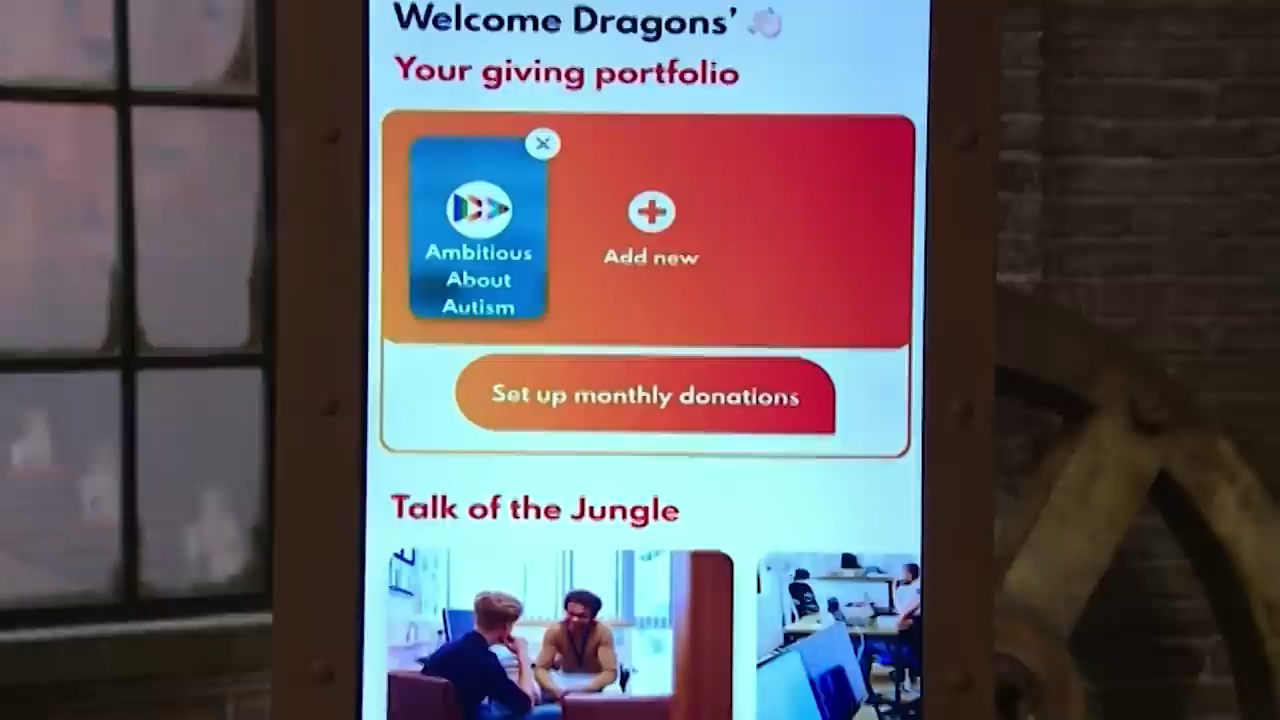 Welcome Dragons'
Your giving portfolio
Ambitious
About
Autism
Add new
Set up monthly donations
Talk of the Jungle